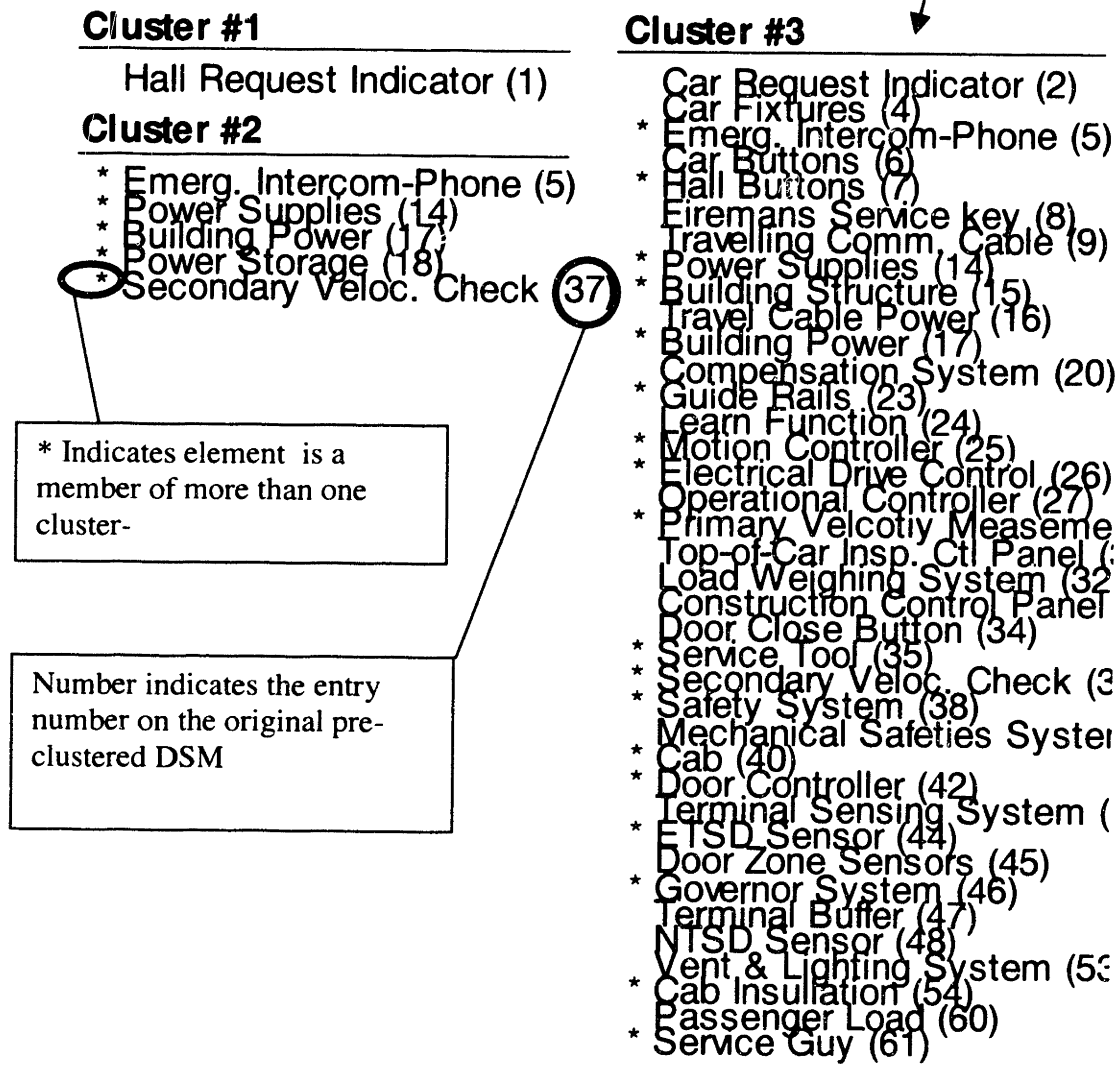 Cluster #1
Hall Request Indicator (1)
Cluster #2
* Emerg. Intercom-Phone (5)
* Power Supplies (14)
* Building Power (17)
* Power Storage (18)
* Secondary Veloc. Check (37)
* Indicates element is a
member of more than one
cluster-
Number indicates the entry
number on the original pre-
clustered DSM
Cluster #3
Car Request Indicator (2)
Car Fixtures (4)
* Emerg. Intercom-Phone (5)
Car Buttons (6)
* Hall Buttons (7)
Firemans Service key (8)
Travelling Comm. Cable (9)
* Power Supplies (14)
* Building Structure (15)
Travel Cable Power (16)
* Building Power (17)
Compensation System (20)
* Guide Rails (23)
Learn Function (24)
* Motion Controller (25)
* Electrical Drive Control (26)
Operational Controller (27)
* Primary Velcotiy Measeme
Top-of-Car Insp. Ctl Panel (
Load Weighing System (32
Construction Control Panel
Door Close Button (34)
* Service Tool (35)
* Secondary Veloc. Check (3
* Safety System (38)
Mechanical Safeties Syster
* Cab (40)
* Door Controller (42)
Terminal Sensing System (
* ETSD Sensor (44)
Door Zone Sensors (45)
* Governor System (46)
Terminal Buffer (47)
NTSD Sensor (48)
Vent & Lighting System (53
* Cab Insullation (54)
Passenger Load (60)
* Service Guy (61)